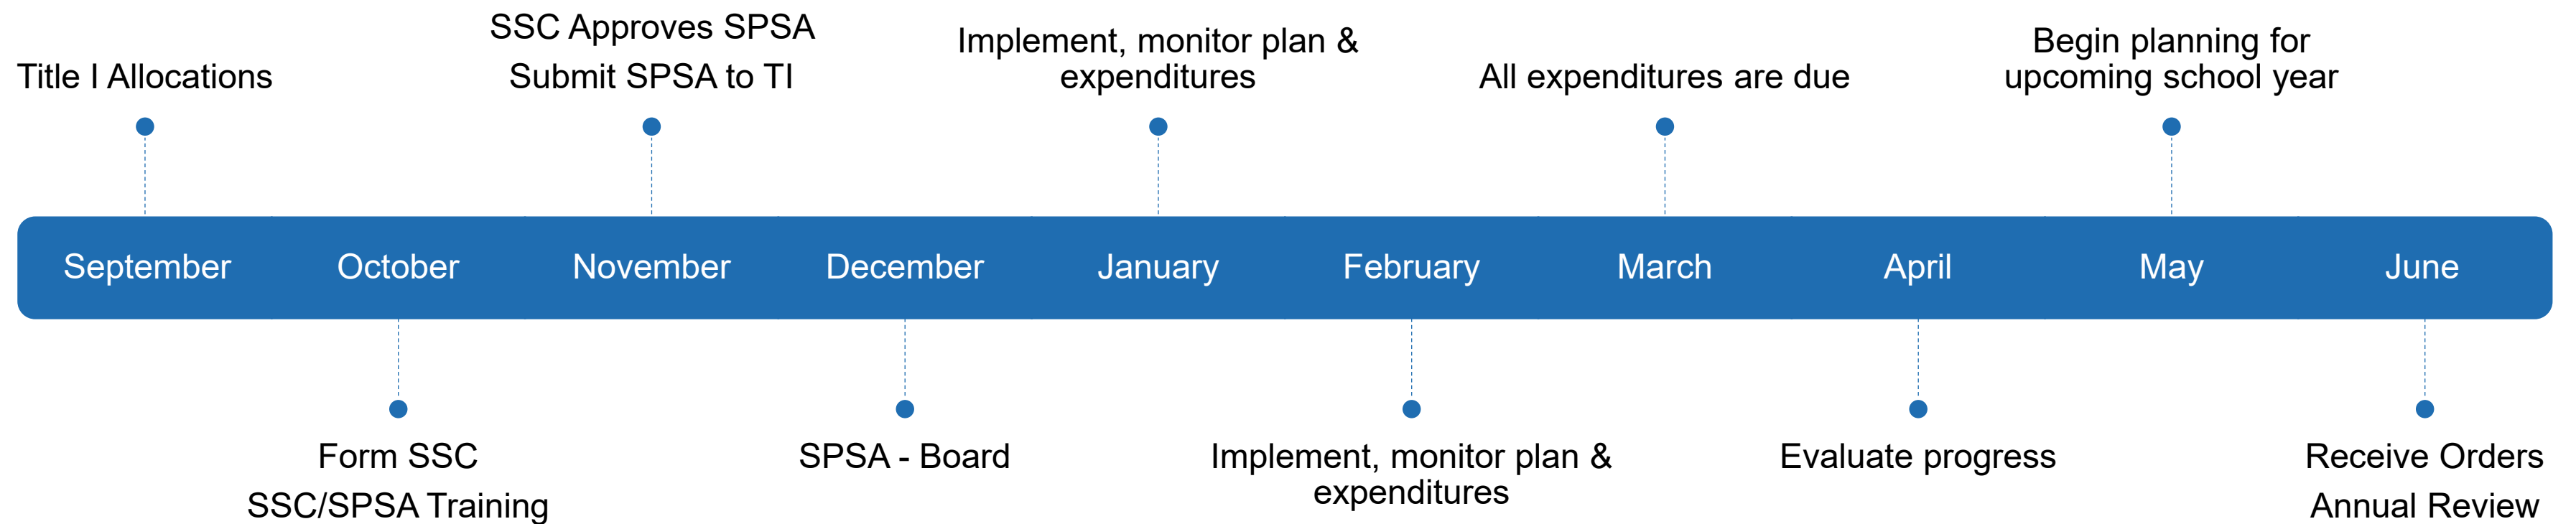 SSC Approves SPSA
Title I Allocations
Submit SPSA to TI
Implement, monitor plan &
expenditures
All expenditures are due
Begin planning for
upcoming school year
September
October
November
December
January
February
March
April
May
June
Form SSC
SSC/SPSA Training
SPSA - Board
Implement, monitor plan &
expenditures
Evaluate progress
Receive Orders
Annual Review